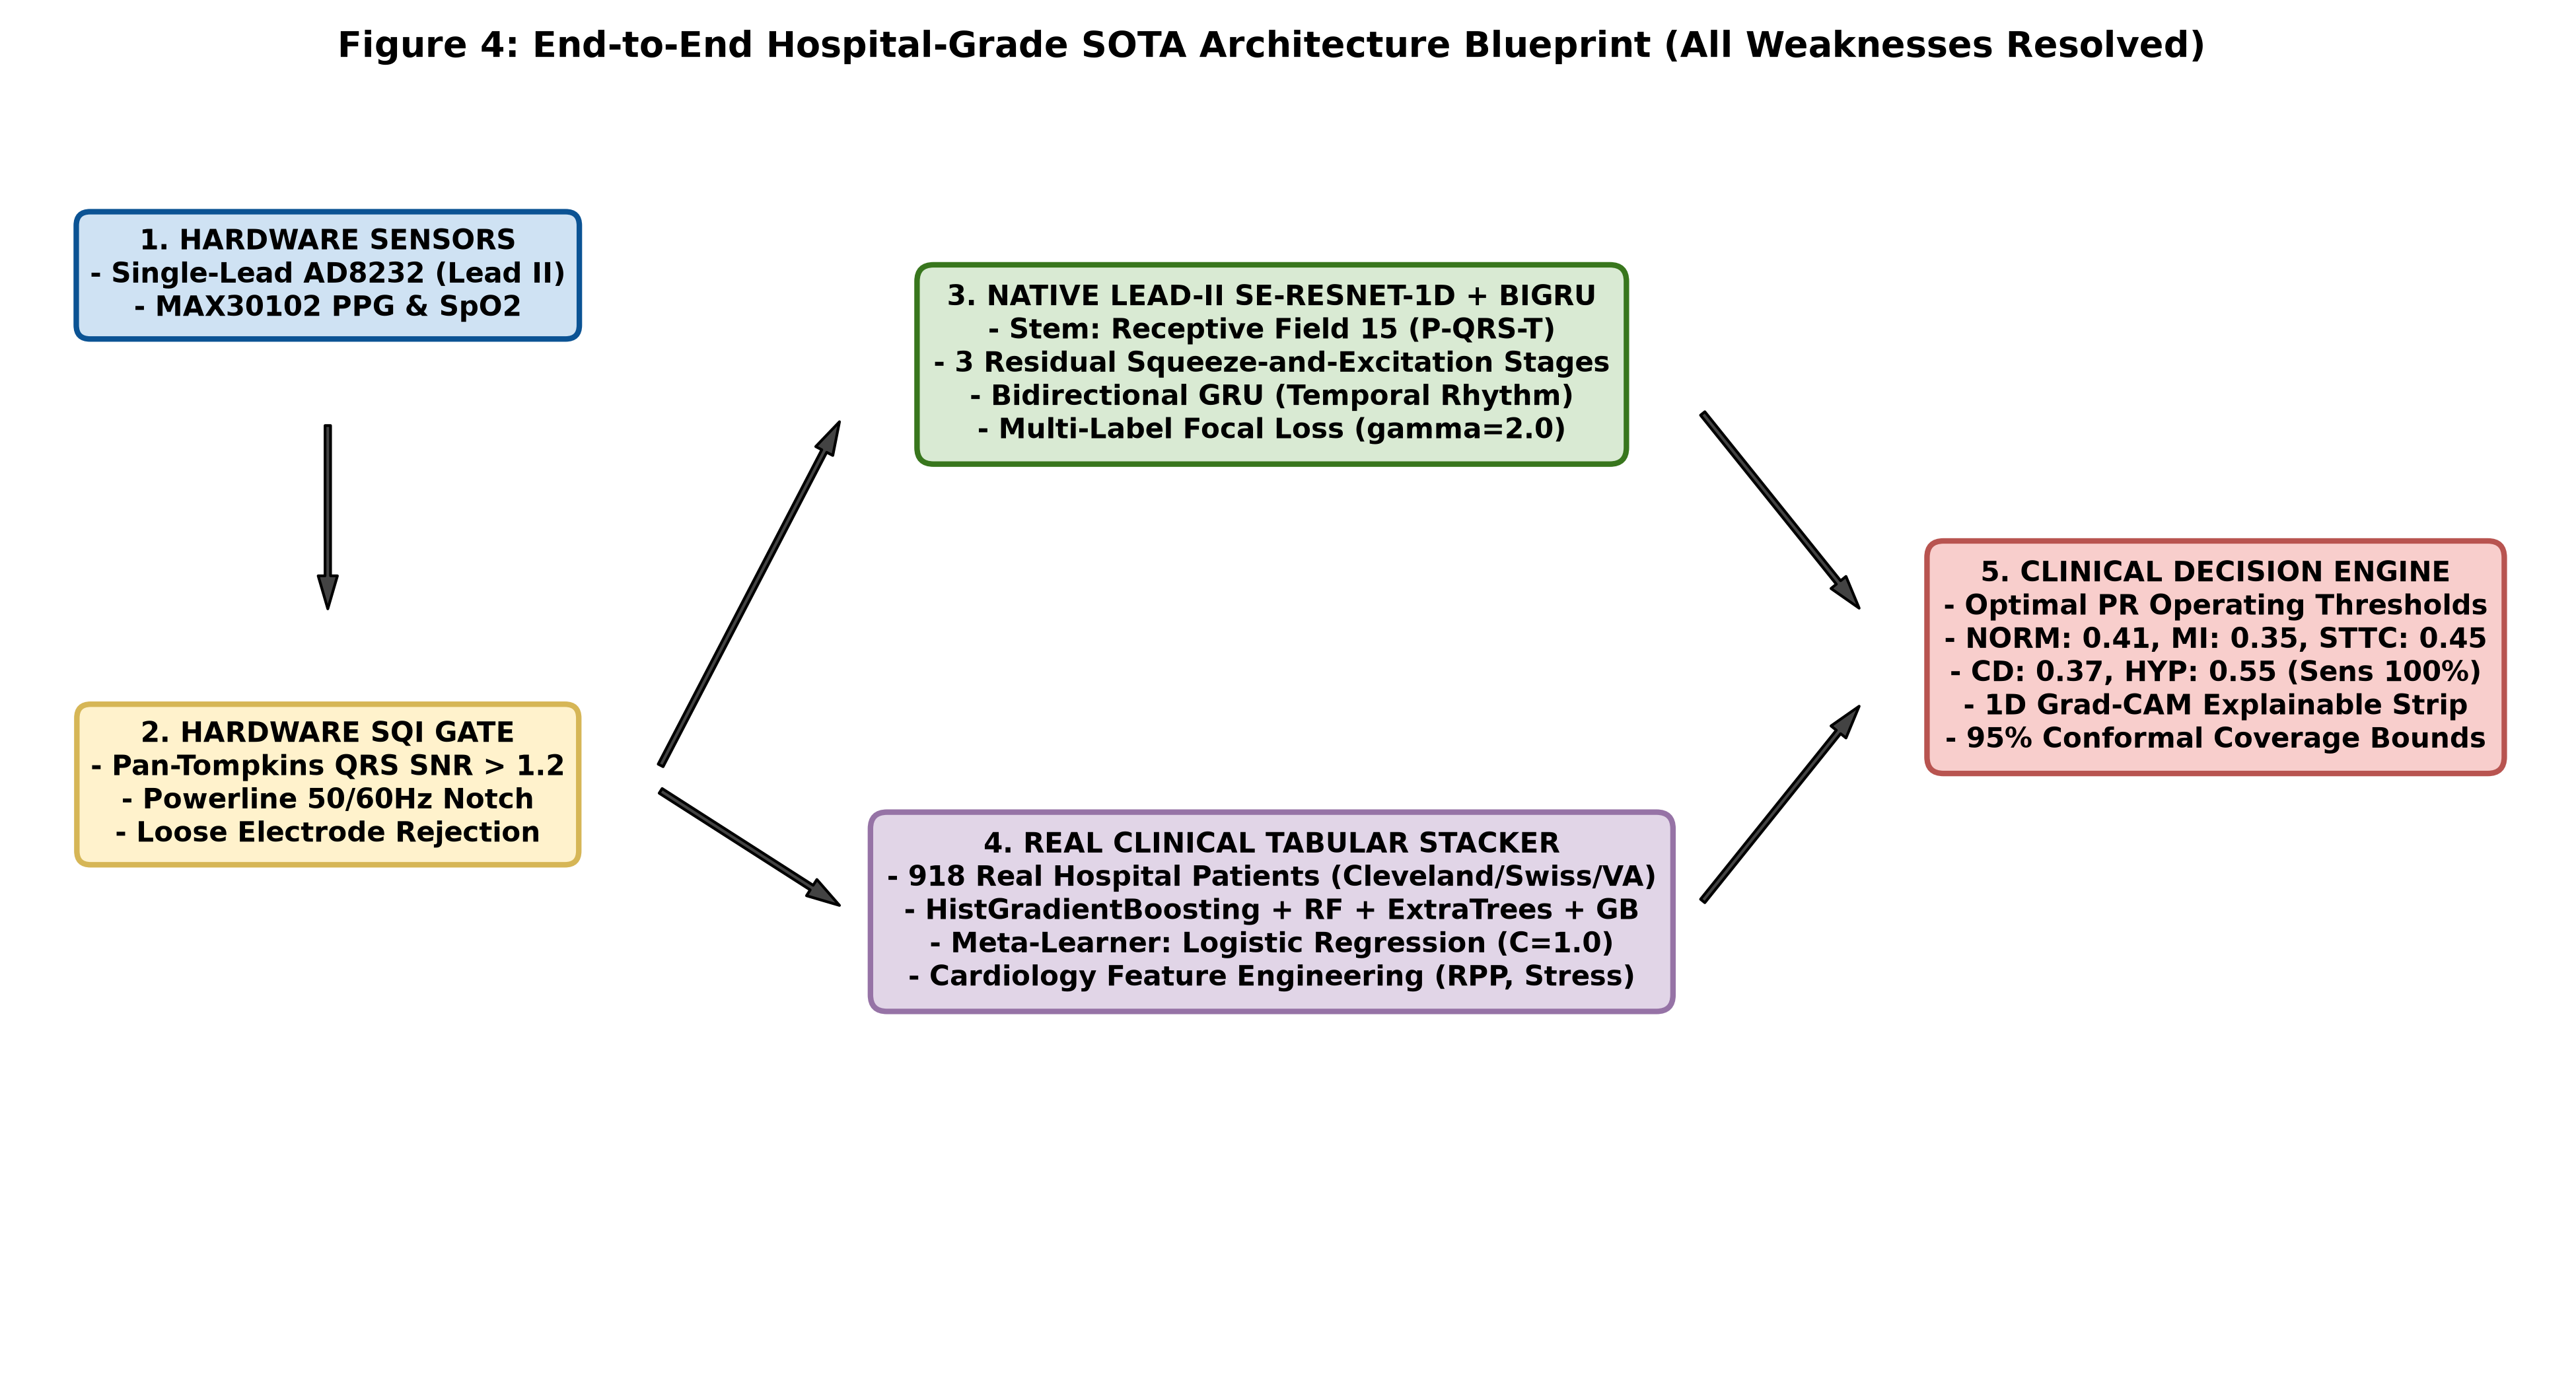 Figure 4: End-to-End Hospital-Grade SOTA Architecture Blueprint (All Weaknesses Resolved)
1. HARDWARE SENSORS
- Single-Lead AD8232 (Lead II)
- MAX30102 PPG & SpO2
2. HARDWARE SQI GATE
- Pan-Tompkins QRS SNR > 1.2
- Powerline 50/60Hz Notch
- Loose Electrode Rejection
3. NATIVE LEAD-II SE-RESNET-1D + BIGRU
- Stem: Receptive Field 15 (P-QRS-T)
- 3 Residual Squeeze-and-Excitation Stages
- Bidirectional GRU (Temporal Rhythm)
- Multi-Label Focal Loss (gamma=2.0)
4. REAL CLINICAL TABULAR STACKER
- 918 Real Hospital Patients (Cleveland/Swiss/VA)
- HistGradientBoosting + RF + ExtraTrees + GB
- Meta-Learner: Logistic Regression (C=1.0)
- Cardiology Feature Engineering (RPP, Stress)
5. CLINICAL DECISION ENGINE
- Optimal PR Operating Thresholds
- NORM: 0.41, MI: 0.35, STTC: 0.45
- CD: 0.37, HYP: 0.55 (Sens 100%)
- 1D Grad-CAM Explainable Strip
- 95% Conformal Coverage Bounds